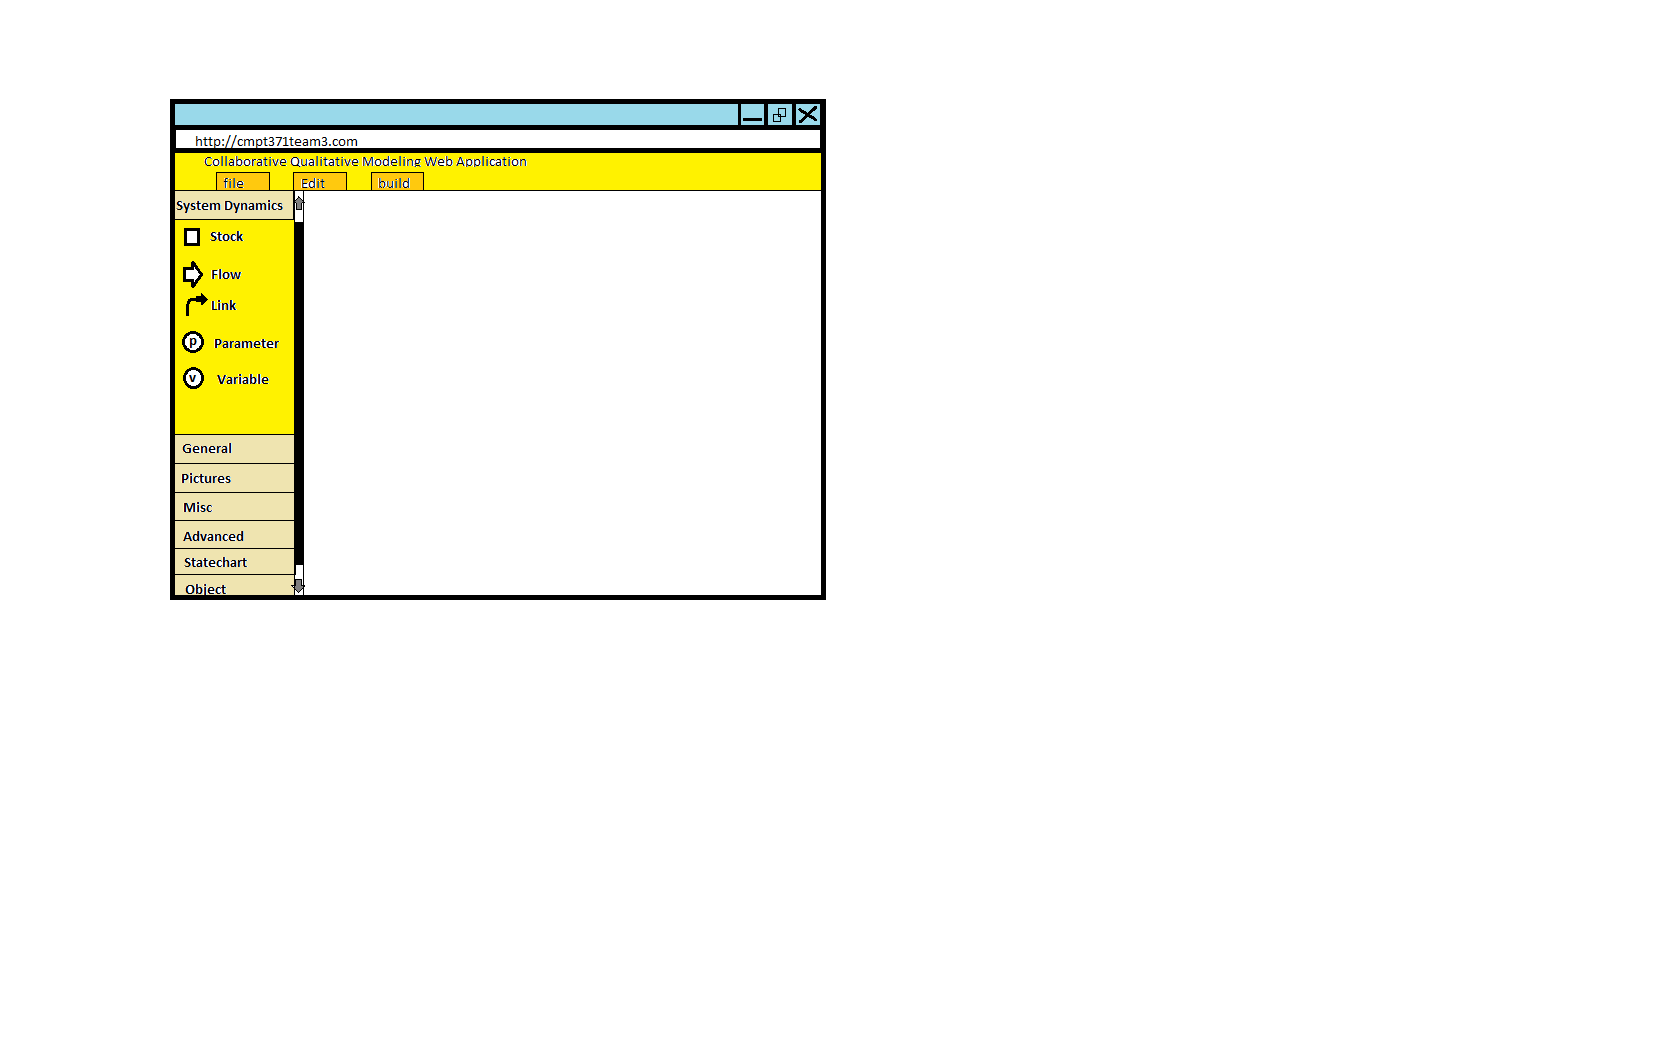 http://cmpt371team3.com
Collaborative Qualitative Modeling Web Application
file Edit build
System Dynamics
Stock
Flow
Link
p Parameter
v Variable
General
Pictures
Misc
Advanced
Statechart
Object